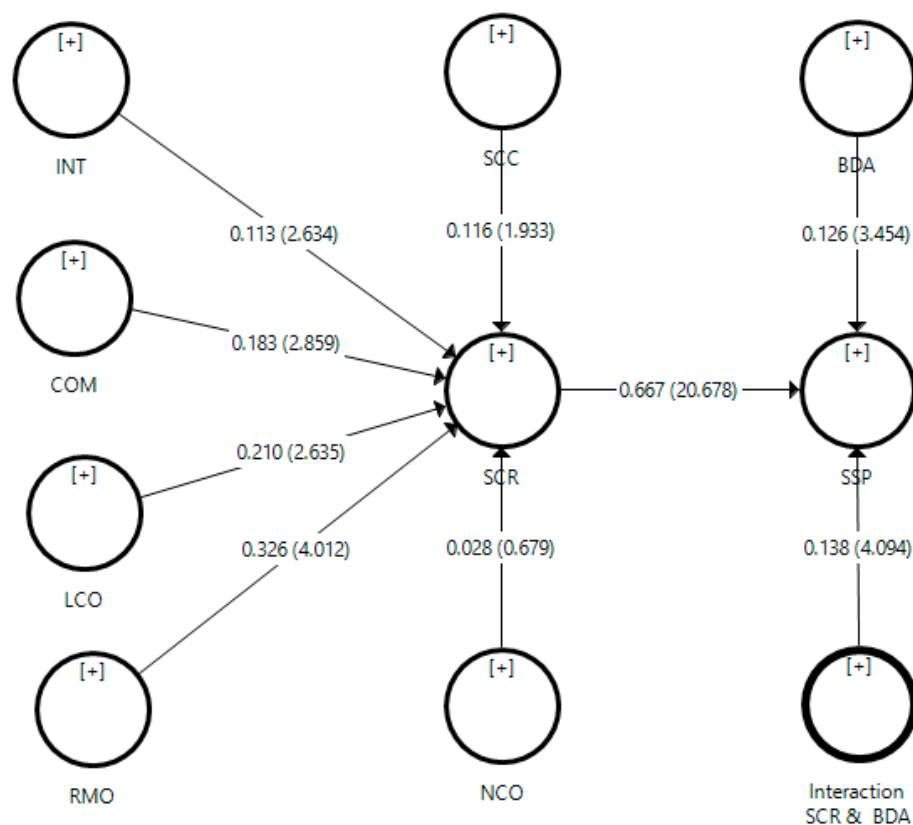 [+]
[+]
[+]
INT
SCC
BDA
0.113 (2.634)
0.116 (1.933)
0.126 (3.454)
[+]
COM
0.183 (2.859)
[+]
[+]
0.667 (20.678)
SCR
SSP
0.210 (2.635)
[+]
LCO
0.326 (4.012)
0.028 (0.679)
0.138 (4.094)
[+]
[+]
[+]
RMO
NCO
Interaction
SCR & BDA